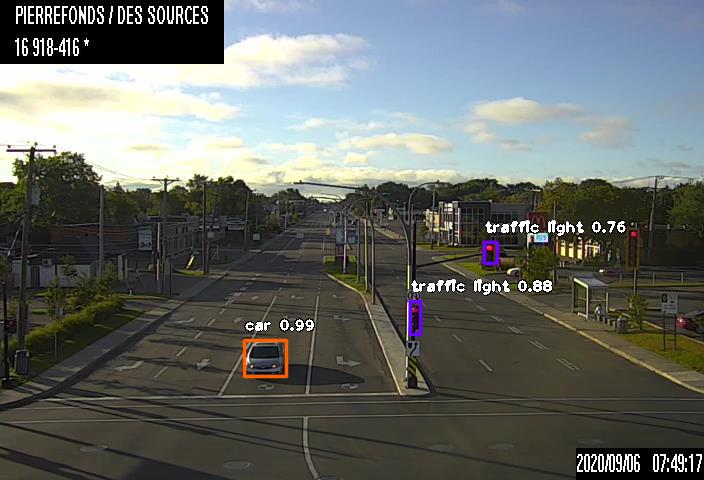 PIERREFONDS / DES SOURCES
16 918-416 *
traffic light 0.76
traffic light 0.88
car 0.99
2020/09/06 07:49:17